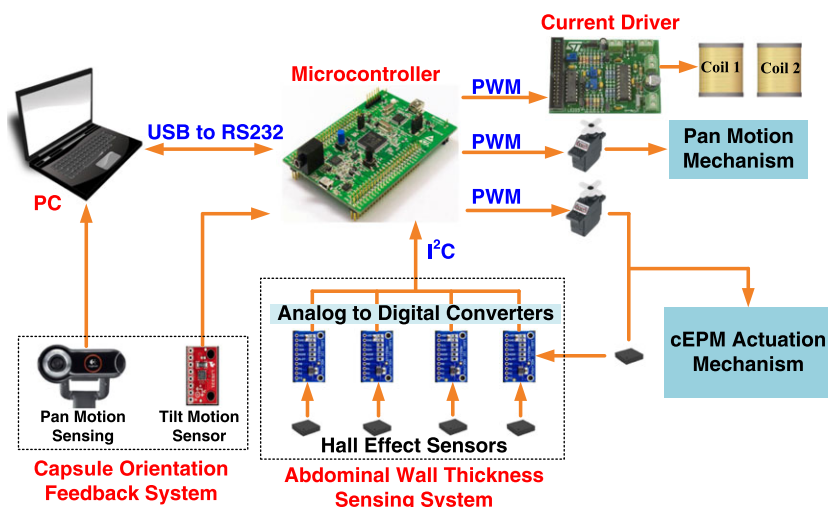 Current Driver
Coil 1
Coil 2
Microcontroller
PWM
USB to RS232
PWM
Pan Motion
Mechanism
PC
PWM
I²C
Analog to Digital Converters
cEPM Actuation
Mechanism
Pan Motion
Sensing
Tilt Motion
Sensor
Hall Effect Sensors
Capsule Orientation
Feedback System
Abdominal Wall Thickness
Sensing System